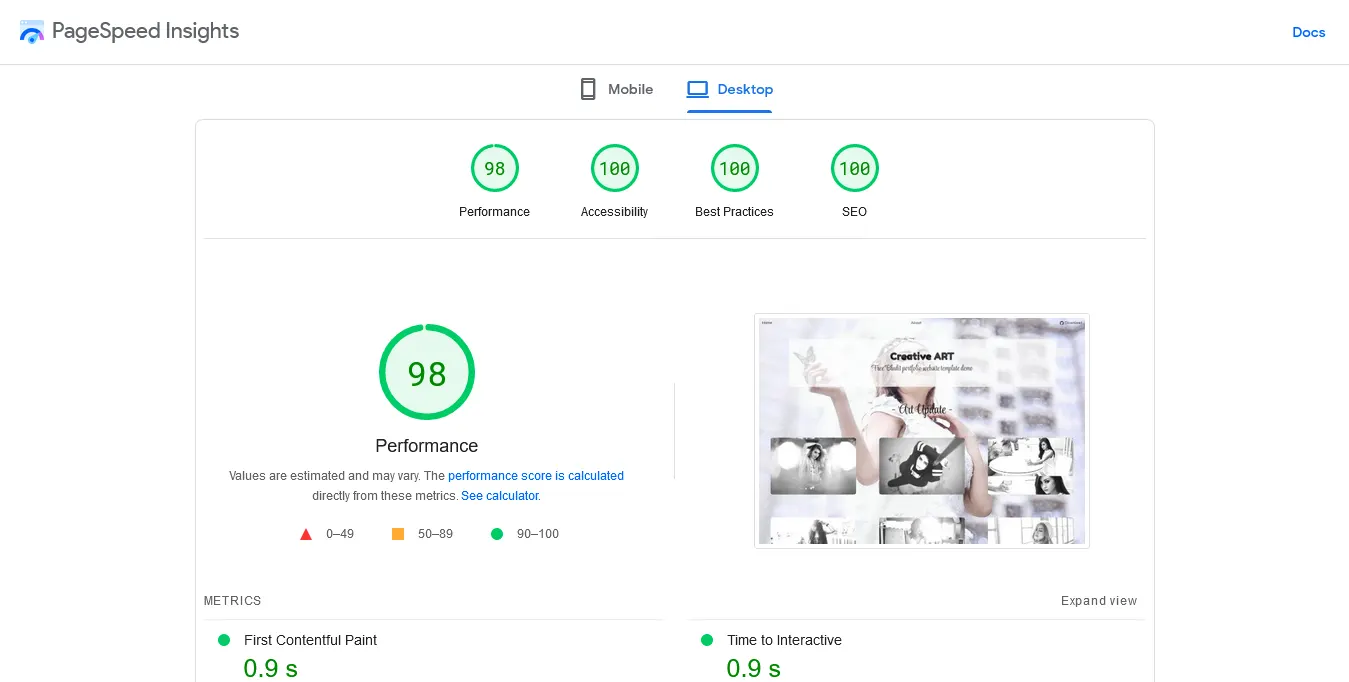 PageSpeed Insights
Docs
Mobile
Desktop
98
100
100
100
Performance
Accessibility
Best Practices
SEO
98
Performance
Values are estimated and may vary. The performance score is calculated
directly from these metrics. See calculator.
0–49
50–89
90–100
Home
About
Download
Creative ART
Free Bludit portfolio website template demo
- Art Update -
METRICS
Expand view
First Contentful Paint
0.9 s
Time to Interactive
0.9 s